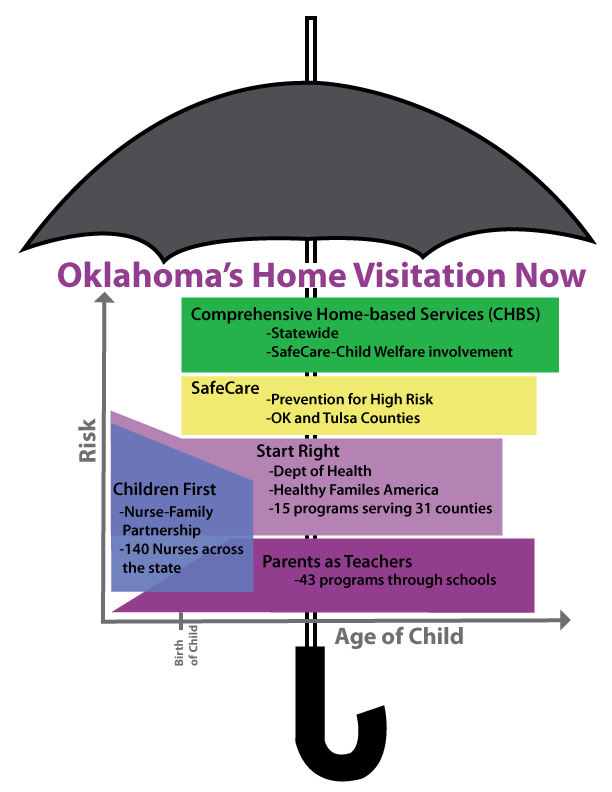 Oklahoma's Home Visitation Now
Comprehensive Home-based Services (CHBS)
-Statewide
-SafeCare-Child Welfare involvement
SafeCare
-Prevention for High Risk
-OK and Tulsa Counties
Risk
Start Right
-Dept of Health
-Healthy Familes America
-15 programs serving 31 counties
Children First
-Nurse-Family
Partnership
-140 Nurses across
the state
Parents as Teachers
-43 programs through schools
Birth
of Child
Age of Child